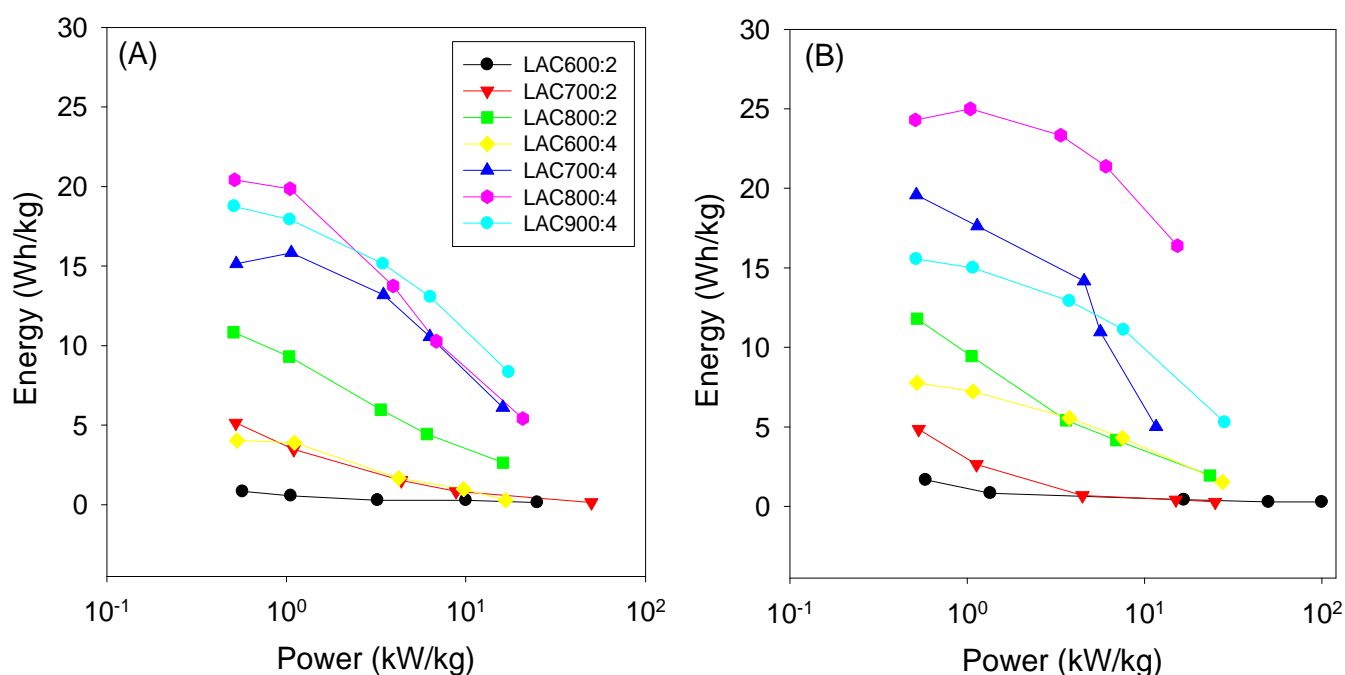 (A)
30
25
20
15
10
5
0
Energy (Wh/kg)
10⁻¹ 10⁰ 10¹ 10²
Power (kW/kg)
LAC600:2
LAC700:2
LAC800:2
LAC600:4
LAC700:4
LAC800:4
LAC900:4
(B)
30
25
20
15
10
5
0
Energy (Wh/kg)
10⁻¹ 10⁰ 10¹ 10²
Power (kW/kg)